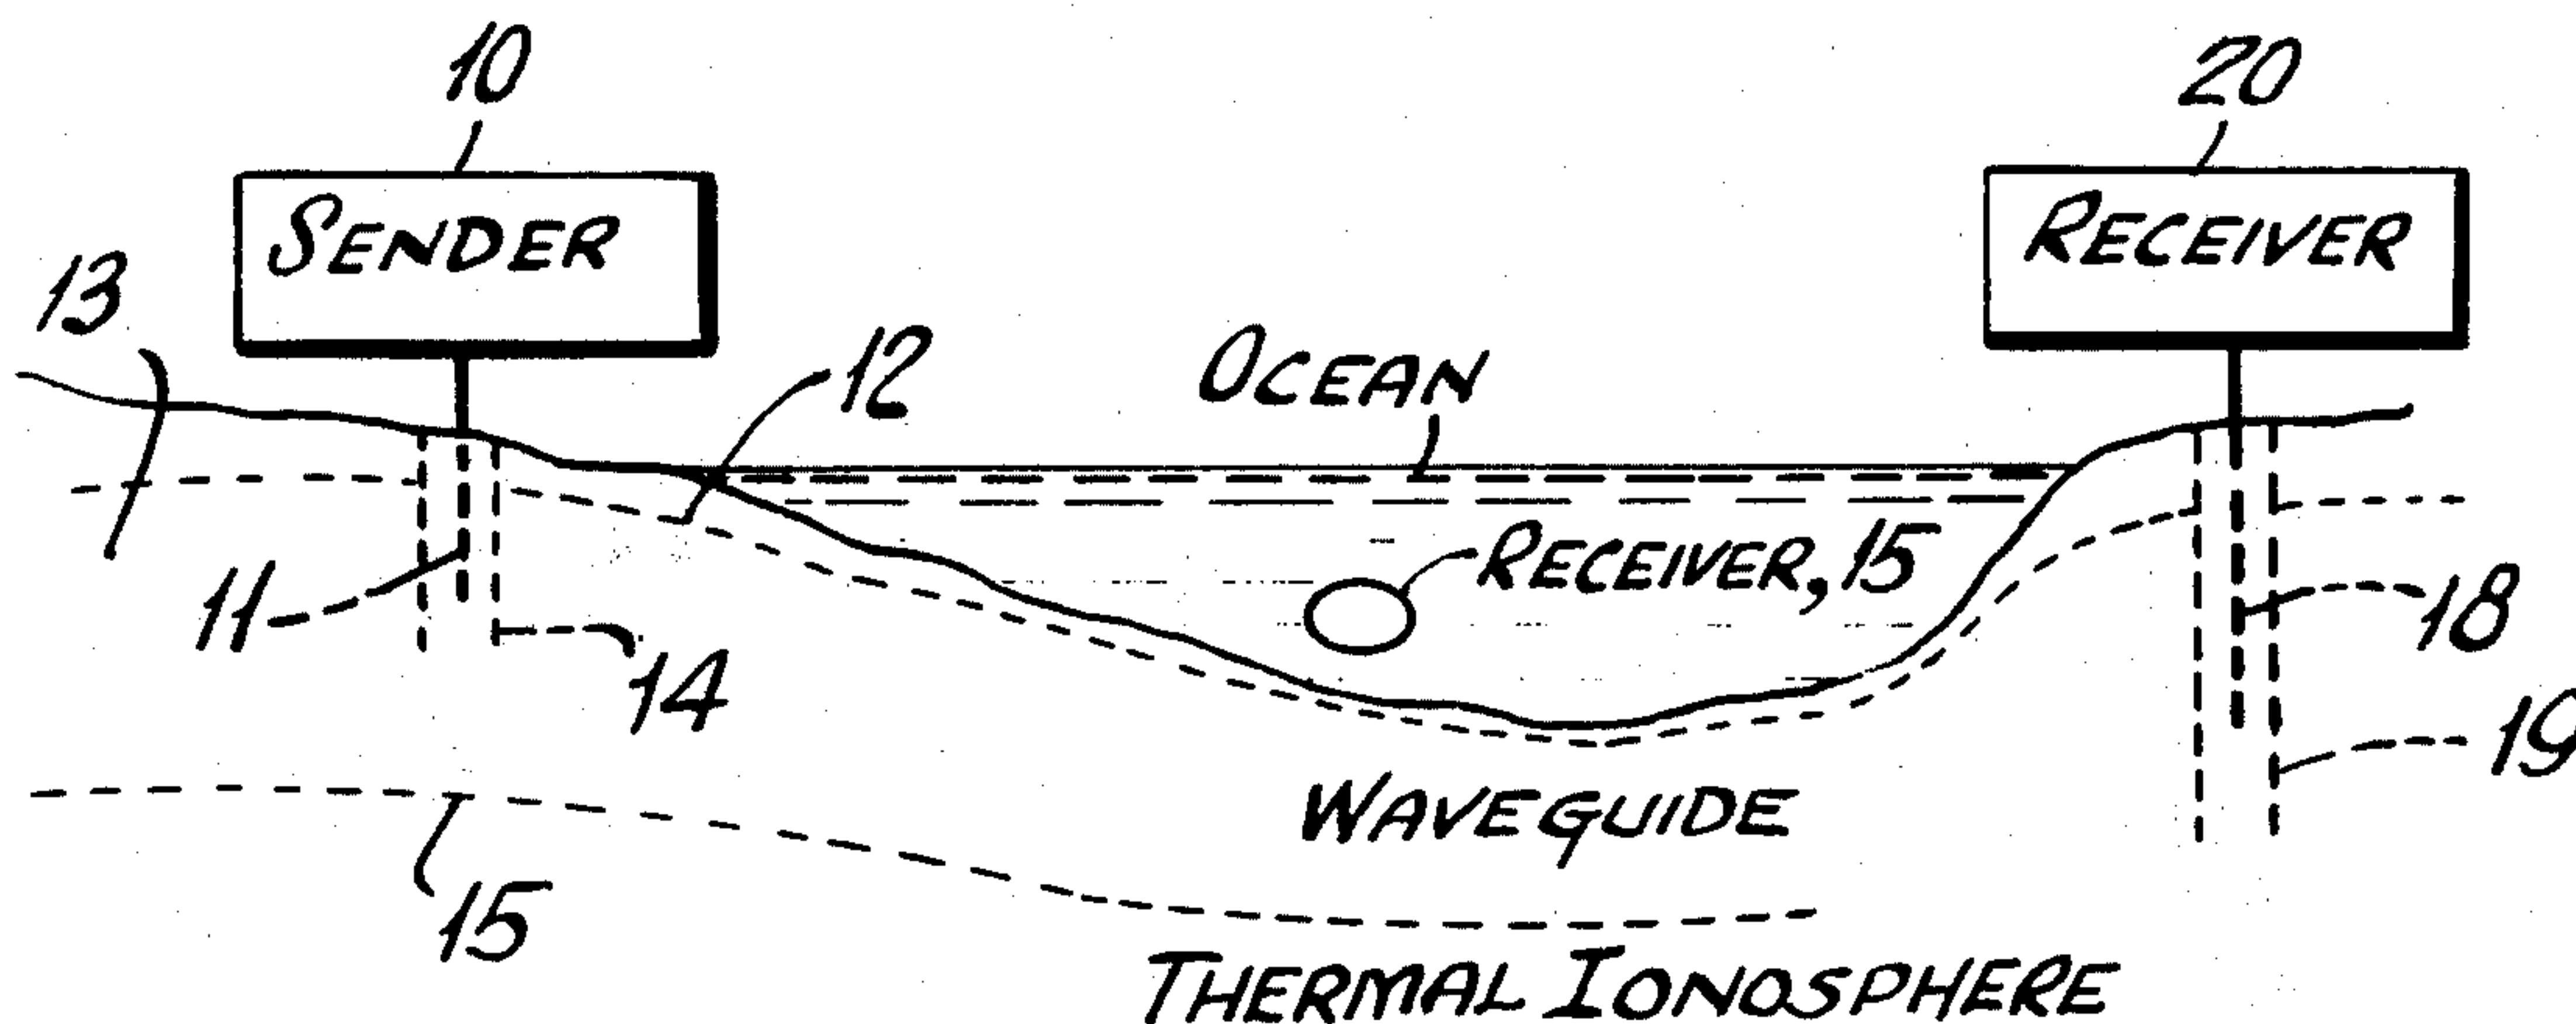 10
20
SENDER
RECEIVER
13
12
OCEAN
RECEIVER, 15
11
14
18
19
WAVEGUIDE
15
THERMAL IONOSPHERE